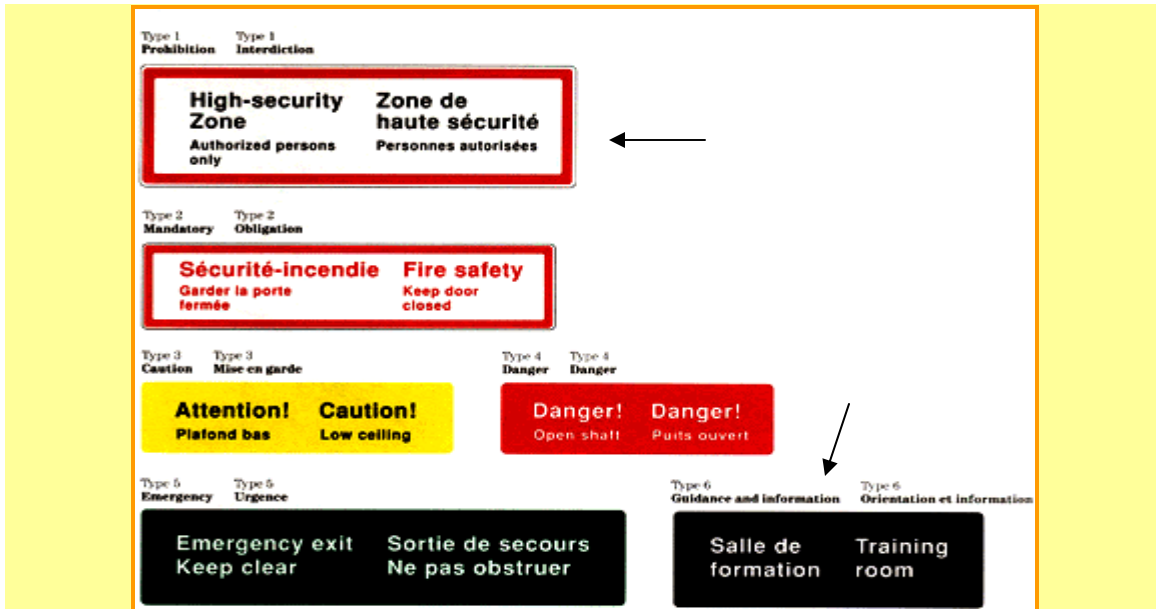 Type 1 Type 1
Prohibition Interdiction
High-security Zone de
Zone haute sécurité
Authorized persons Personnes autorisées
only
Type 2 Type 2
Mandatory Obligation
Sécurité-incendie Fire safety
Garder la porte Keep door
fermée closed
Type 3 Type 3
Caution Mise en garde
Type 4 Type 4
Danger Danger
Attention! Caution!
Plafond bas Low ceiling
Danger! Danger!
Open shaft Puits ouvert
Type 5 Type 5
Emergency Urgence
Type 6 Type 6
Guidance and information Orientation et information
Emergency exit Sortie de secours
Keep clear Ne pas obstruer
Salle de Training
formation room